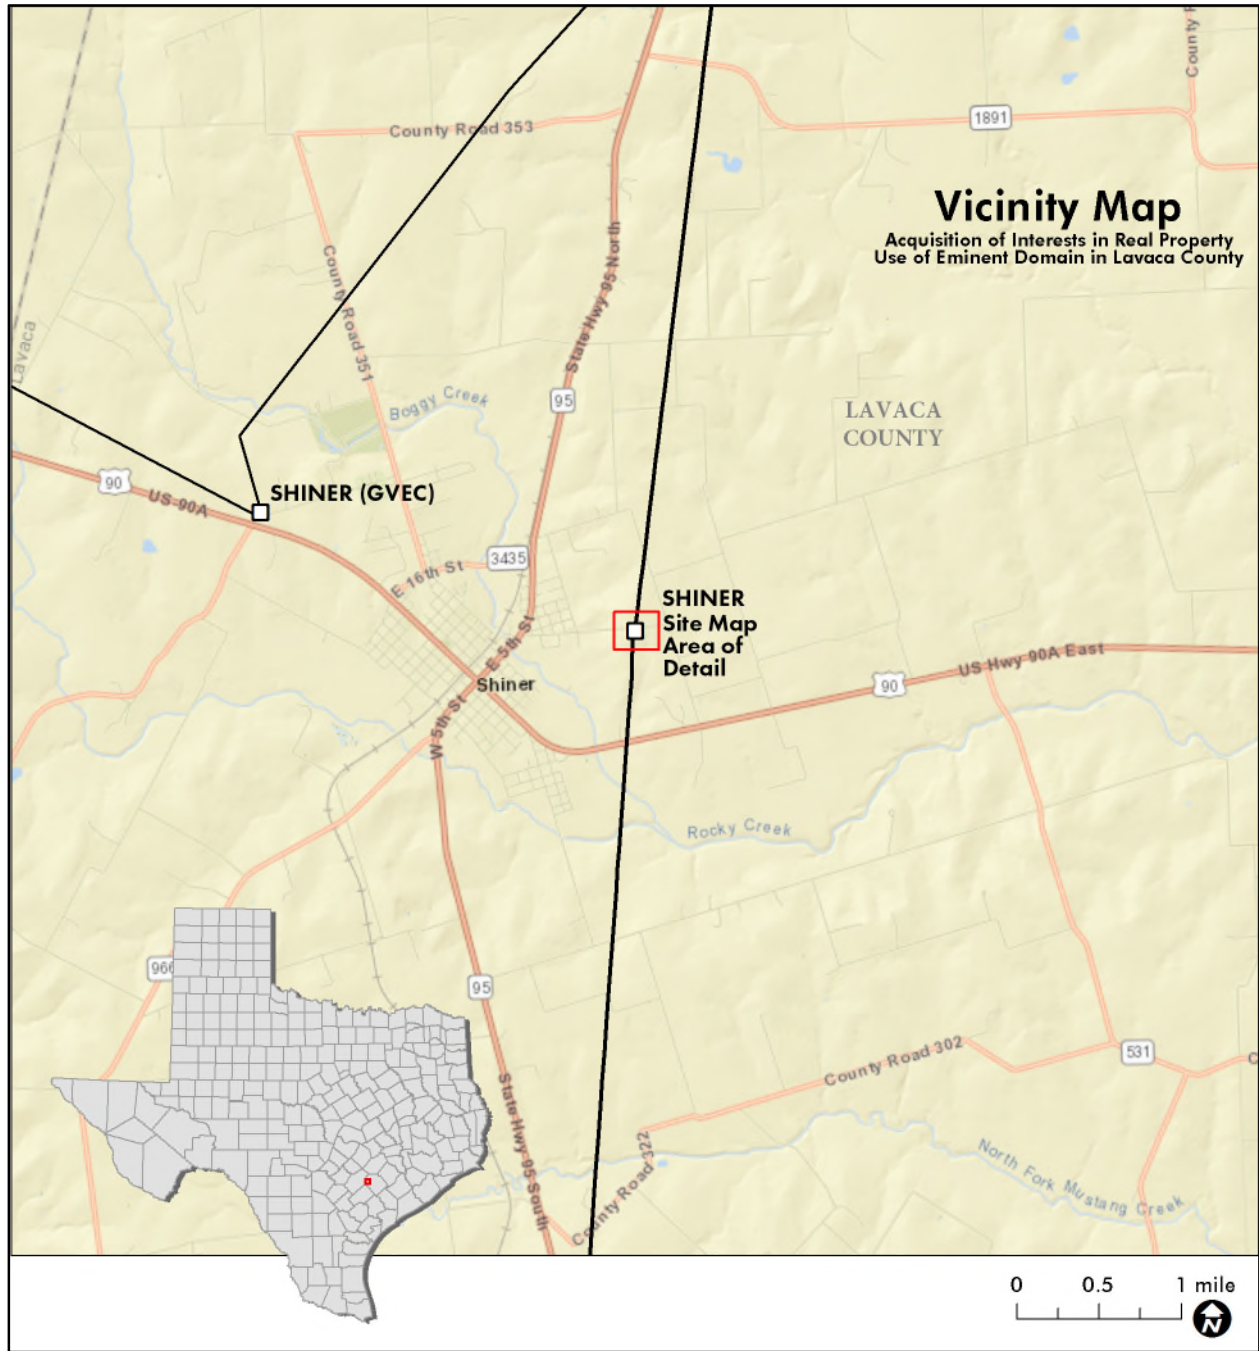 County R
1891
County Road 353
Vicinity Map
Acquisition of Interests in Real Property
Use of Eminent Domain in Lavaca County
State Hwy 95 North
County Road 351
Lavaca
Boggy Creek
95
LAVACA
COUNTY
90
US-90A
SHINER (GVEC)
3435
E 16th St
SHINER
Site Map
Area of
Detail
E 5th St
US Hwy 90A East
90
Shiner
W 5th St
Rocky Creek
966
95
County Road 302
531
C
State Hwy 95 South
County Road 322
North Fork Mustang Creek
0 0.5 1 mile
N